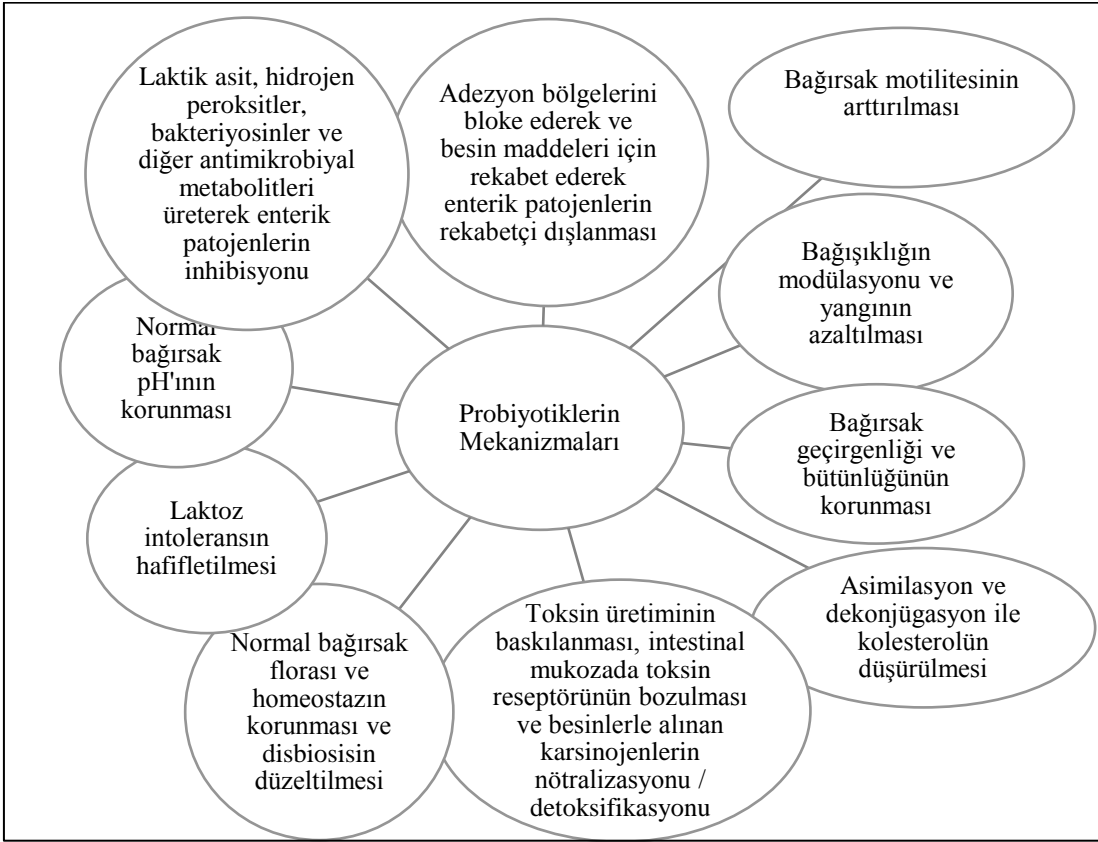 Laktik asit, hidrojen
peroksitler,
bakteriyosinler ve
diğer antimikrobiyal
metabolitleri
üreterek enterik
patojenlerin
inhibisyonu
Adezyon bölgelerini
bloke ederek ve
besin maddeleri için
rekabet ederek
enterik patojenlerin
rekabetçi dışlanması
Bağırsak motilitesinin
arttırılması
Bağışıklığın
modülasyonu ve
yangının
azaltılması
Normal
bağırsak
pH'ının
korunması
Probiyotiklerin
Mekanizmaları
Bağırsak
geçirgenliği ve
bütünlüğünün
korunması
Laktoz
intoleransın
hafifletilmesi
Asimilasyon ve
dekonjügasyon ile
kolesterolün
düşürülmesi
Normal bağırsak
florası ve
homeostazın
korunması ve
disbiosisin
düzeltilmesi
Toksin üretiminin
baskılanması, intestinal
mukozada toksin
reseptörünün bozulması
ve besinlerle alınan
karsinojenlerin
nötralizasyonu /
detoksifikasyonu